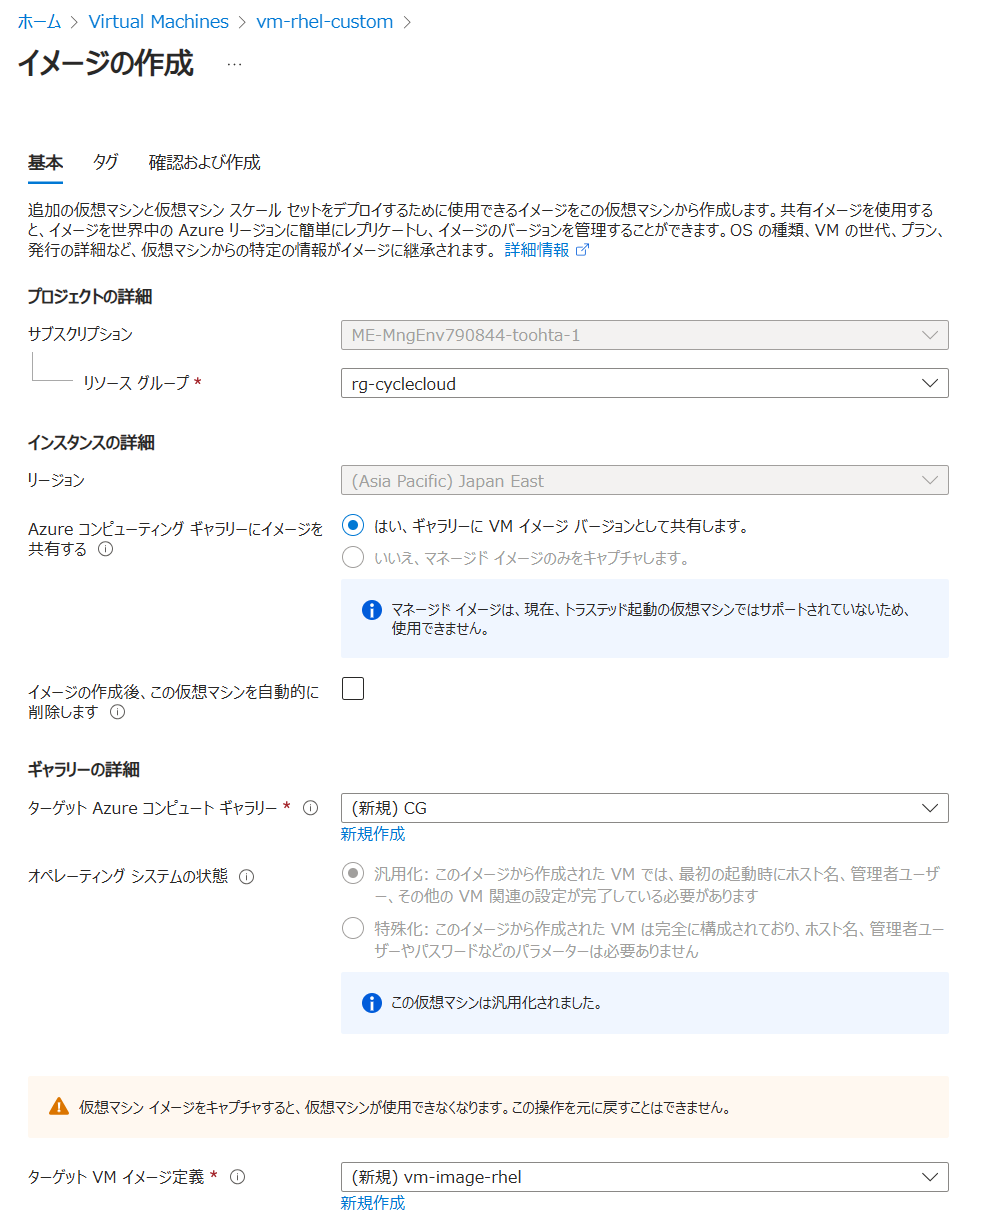 ホーム > Virtual Machines > vm-rhel-custom >
イメージの作成 ...
基本 タグ 確認および作成
追加の仮想マシンと仮想マシン スケール セットをデプロイするために使用できるイメージをこの仮想マシンから作成します。共有イメージを使用する
と、イメージを世界中の Azure リージョンに簡単にレプリケートし、イメージのバージョンを管理することができます。OS の種類、VM の世代、プラン、
発行の詳細など、仮想マシンからの特定の情報がイメージに継承されます。 詳細情報
プロジェクトの詳細
サブスクリプション
ME-MngEnv790844-toohta-1
リソース グループ *
rg-cyclecloud
インスタンスの詳細
リージョン
(Asia Pacific) Japan East
Azure コンピューティング ギャラリーにイメージを
共有する
はい、ギャラリーに VM イメージ バージョンとして共有します。
いいえ、マネージド イメージのみをキャプチャします。
マネージド イメージは、現在、トラステッド起動の仮想マシンではサポートされていないため、
使用できません。
イメージの作成後、この仮想マシンを自動的に
削除します
ギャラリーの詳細
ターゲット Azure コンピュート ギャラリー *
(新規) CG
新規作成
オペレーティング システムの状態
汎用化: このイメージから作成された VM では、最初の起動時にホスト名、管理者ユーザ
ー、その他の VM 関連の設定が完了している必要があります
特殊化: このイメージから作成された VM は完全に構成されており、ホスト名、管理者ユー
ザーやパスワードなどのパラメーターは必要ありません
この仮想マシンは汎用化されました。
仮想マシン イメージをキャプチャすると、仮想マシンが使用できなくなります。この操作を元に戻すことはできません。
ターゲット VM イメージ定義 *
(新規) vm-image-rhel
新規作成